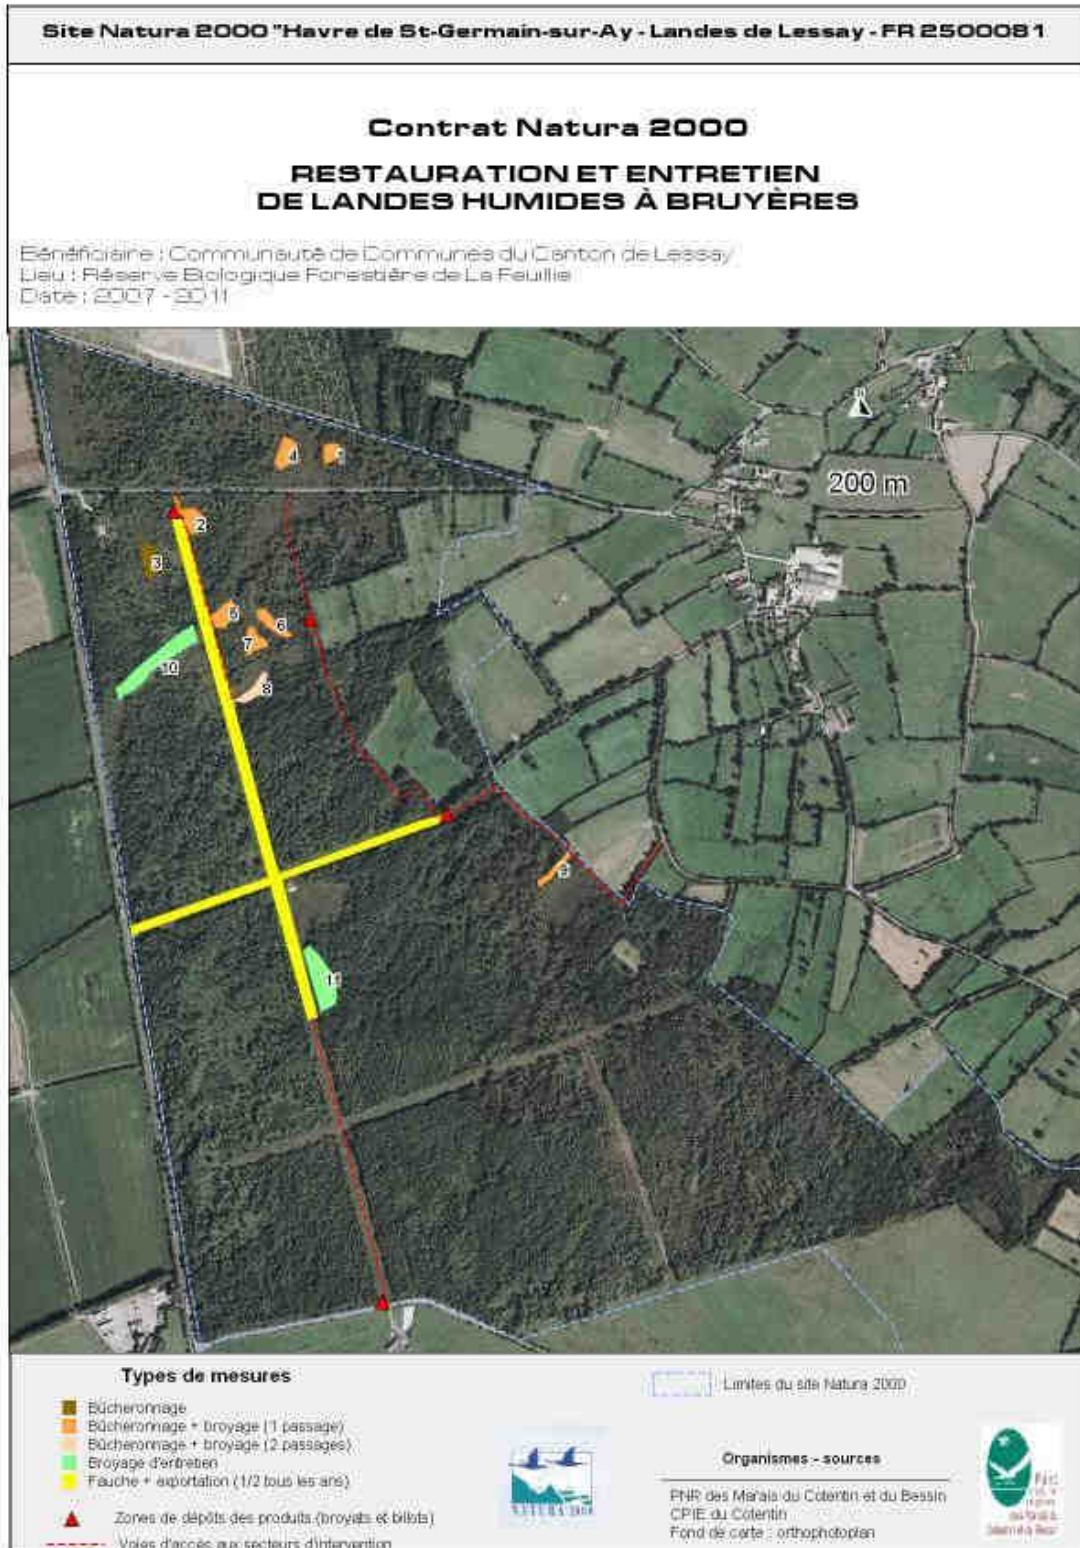 Site Natura 2000 "Havre de St-Germain-sur-Ay - Landes de Lessay - FR 2500081
Contrat Natura 2000
RESTAURATION ET ENTRETIEN
DE LANDES HUMIDES À BRUYÈRES
Bénéficiaire : Communauté de Communes du Canton de Lessay
Lieu : Réserve Biologique Forestière de La Feuillie
Date : 2007 - 2011
4
1
200 m
2
3
5
6
7
10
8
9
11
Types de mesures
Bûcheronnage
Bûcheronnage + broyage (1 passage)
Bûcheronnage + broyage (2 passages)
Broyage d'entretien
Fauche + exportation (1/2 tous les ans)
Zones de dépôts des produits (broyats et billots)
Voies d'accès aux secteurs d'intervention
Limites du site Natura 2000
NATURA 2000
Organismes - sources
PNR des Marais du Cotentin et du Bessin
CPIE du Cotentin
Fond de carte : orthophotoplan
Parc